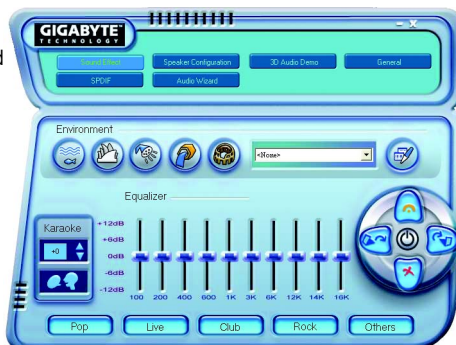 d
GIGABYTE™
TECHNOLOGY
Sound Effect
Speaker Configuration
3D Audio Demo
General
SPDIF
Audio Wizard
Environment
<None>
Equalizer
Karaoke
+0
+12dB
+6dB
0dB
-6dB
-12dB
100 200 400 600 1K 3K 6K 12K 14K 16K
Pop
Live
Club
Rock
Others